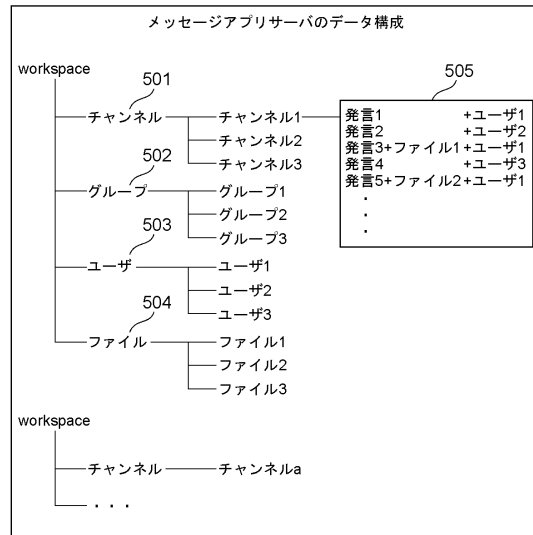 メッセージアプリサーバのデータ構成
workspace
501
チャンネル
チャンネル1
チャンネル2
チャンネル3
505
発言1 +ユーザ1
発言2 +ユーザ2
発言3+ファイル1+ユーザ1
発言4 +ユーザ3
発言5+ファイル2+ユーザ1
・
・
・
502
グループ
グループ1
グループ2
グループ3
503
ユーザ
ユーザ1
ユーザ2
ユーザ3
504
ファイル
ファイル1
ファイル2
ファイル3
workspace
チャンネル
チャンネルa
・・・